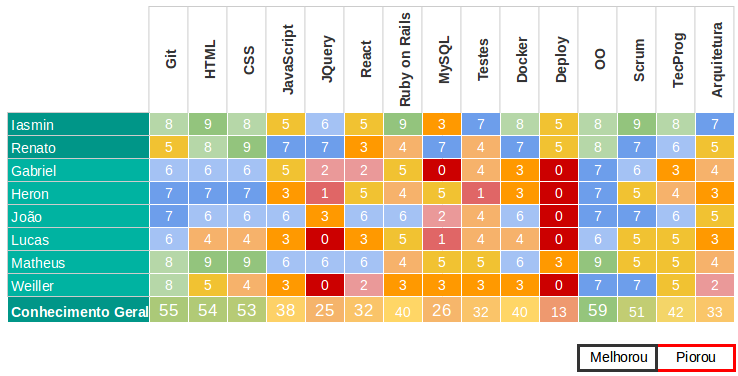 Git HTML CSS JavaScript JQuery React Ruby on Rails MySQL Testes Docker Deploy OO Scrum TecProg Arquitetura
Iasmin 8 9 8 5 6 5 9 3 7 8 5 8 9 8 7
Renato 5 8 9 7 7 3 4 7 4 7 5 8 7 6 5
Gabriel 6 6 6 5 2 2 5 0 4 3 0 7 6 3 4
Heron 7 7 7 3 1 5 4 5 1 3 0 7 5 4 3
João 7 6 6 6 3 6 6 2 4 6 0 7 7 6 5
Lucas 6 4 4 3 0 3 5 1 4 4 0 6 5 5 3
Matheus 8 9 9 6 6 6 4 5 5 6 3 9 5 5 4
Weiller 8 5 4 3 0 2 3 3 3 3 0 7 7 5 2
Conhecimento Geral 55 54 53 38 25 32 40 26 32 40 13 59 51 42 33
Melhorou Piorou